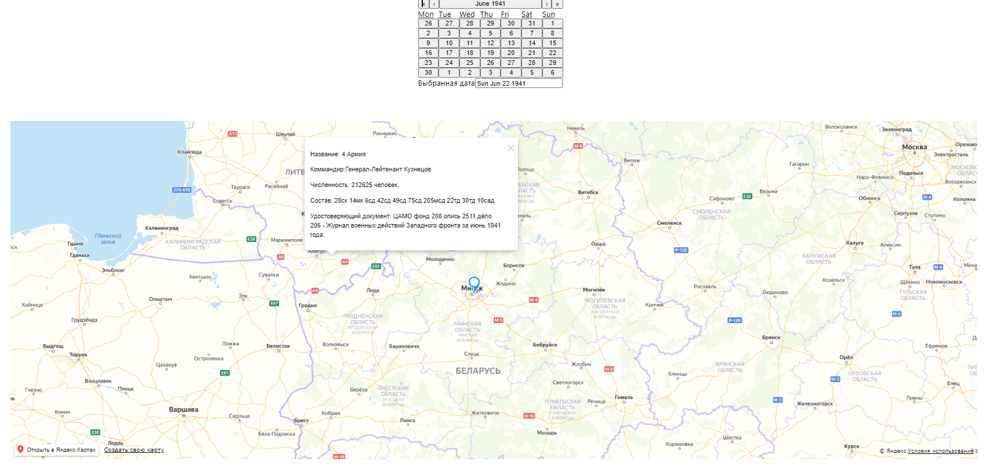 «
‹
June 1941
›
»
Mon Tue Wed Thu Fri Sat Sun
26 27 28 29 30 31 1
2 3 4 5 6 7 8
9 10 11 12 13 14 15
16 17 18 19 20 21 22
23 24 25 26 27 28 29
30 1 2 3 4 5 6
Выбранная дата Sun Jun 22 1941
Название: 4 Армия.
Коммандир:Генерал-Лейтенант Кузнецов
Численность: 212625 человек.
Состав: 28ск 14мк 6сд 42сд 49сд 75сд 205мсд 22тд 30тд 10сад.
Удостоверяющий документ: ЦАМО фонд 208 опись 2511 дело
206 - Журнал военных действий Западного фронта за июнь 1941
года.
Невель
Волоколамск
Зеленоград
A11
Шяуляй
Рокишкис
M-8
Москва
Орехово
Электросталь
Клайпеда
Велиж
Гагарин
Подольск
Наро-Фоминск
Воскресенск
27A-076
Таураге
Расейняй
Витебск
Вязьма
E30
Сафоново
Обнинск
M-4
Коломна
Советск
Смоленск
СМОЛЕНСКАЯ
ОБЛАСТЬ
Серпухов
Ступино
Калининград
КАЛИНИНГРАДСКАЯ
ОБЛАСТЬ
E28
Мариямполе
Гданьский
залив
Гдыня
Гданьск
A5
Алитус
A4
E85
Молодечно
Борисов
Орша
P-120
Калуга
Алексин
КАЛУЖСКАЯ
ОБЛАСТЬ
Тула
M-4
Эльблонг
Кентшин
Сувалки
Жодино
Щёкино
Новомосковск
Козельск
ТУЛЬСКАЯ
ОБЛАСТЬ
A4
Лида
Минск
Могилёв
Рославль
Людиново
Хойнице
Ольштын
Элк
E67
Гродно
M-4
МОГИЛЁВСКАЯ
ОБЛАСТЬ
МАГІЛЁЎСКАЯ
ВОБЛАСЦЬ
Кричев
M-2
Грудзёндз
ГРОДНЕНСКАЯ
ОБЛАСТЬ
ГРОДЗЕНСКАЯ
ВОБЛАСЦЬ
МИНСКАЯ
ОБЛАСТЬ
МІНСКАЯ
ВОБЛАСЦЬ
M-5
P-120
Брянск
Быдгощ
Торунь
Ломжа
Белосток
Волковыск
Барановичи
Слуцк
Бобруйск
Ефремов
Остроленка
Цеханув
E67
БЕЛАРУСЬ
Жлобин
M-8
Клинцы
БРЯНСКАЯ
ОБЛАСТЬ
Орёл
ОРЛОВСКАЯ
ОБЛАСТЬ
M-2
Елец
Гнезно
Влоцлавек
Плоцк
Берёза
БРЕСТСКАЯ
ОБЛАСТЬ
БРЭСЦКАЯ
ВОБЛАСЦЬ
Светлогорск
ГОМЕЛЬСКАЯ
ОБЛАСТЬ
ГОМЕЛЬСКАЯ
ВОБЛАСЦЬ
Речица
Гомель
M-3
Железногорск
Ливны
Конин
Варшава
Седльце
Брест
Кобрин
Пинск
Житковичи
M-10
E30
Лодзь
Бяла-Подляска
Мозырь
Корюковка
Шостка
Курск
M-19
Открыть в Яндекс.Картах
Создать свою карту
© Яндекс Условия использования